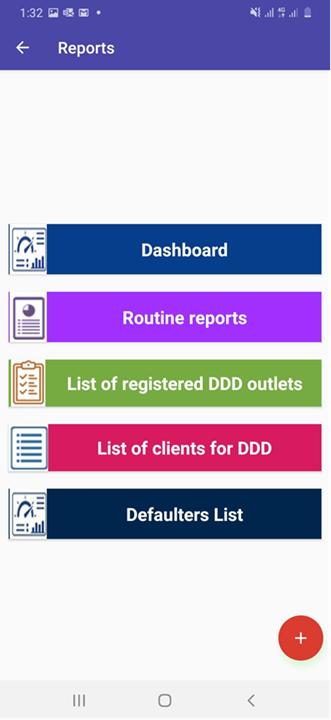 1:32
Reports
Dashboard
Routine reports
List of registered DDD outlets
List of clients for DDD
Defaulters List